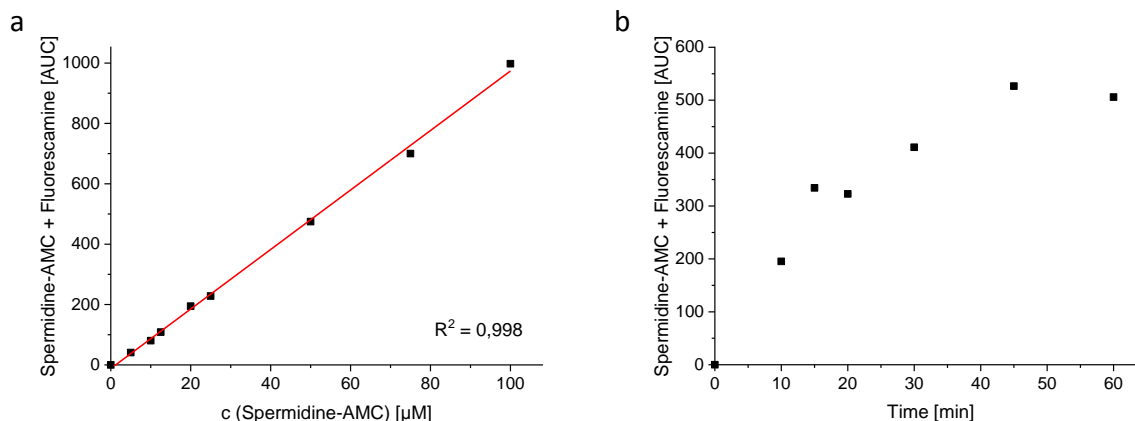 a
Spermidine-AMC + Fluorescamine [AUC]
1000
800
600
400
200
0
R² = 0,998
0 20 40 60 80 100
c (Spermidine-AMC) [µM]
b
Spermidine-AMC + Fluorescamine [AUC]
600
500
400
300
200
100
0
0 10 20 30 40 50 60
Time [min]